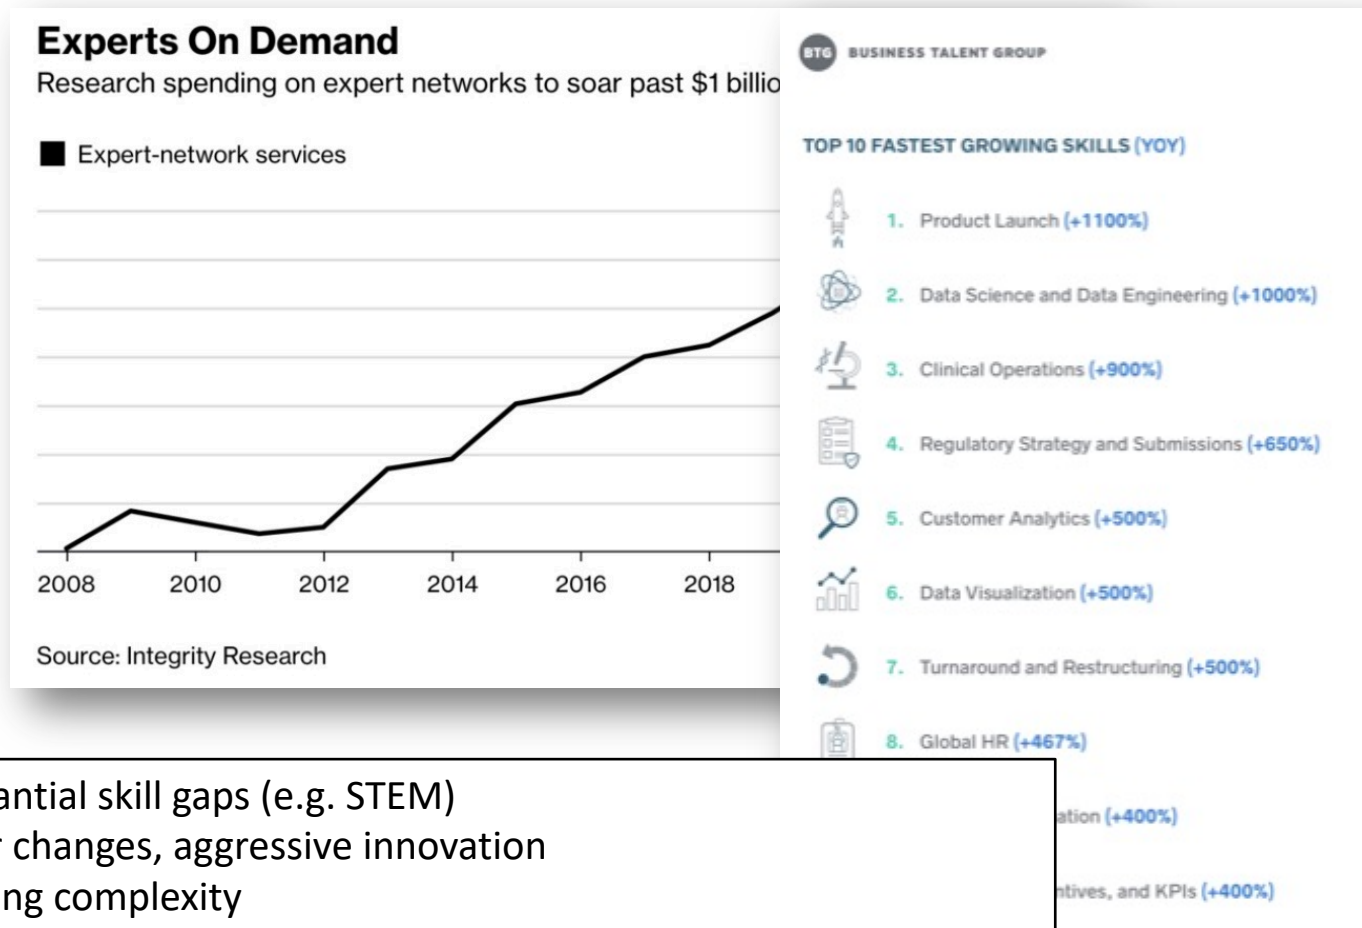 Experts On Demand
Research spending on expert networks to soar past $1 billio
Expert-network services
2008 2010 2012 2014 2016 2018
Source: Integrity Research
BTG BUSINESS TALENT GROUP
TOP 10 FASTEST GROWING SKILLS (YOY)
1. Product Launch (+1100%)
2. Data Science and Data Engineering (+1000%)
3. Clinical Operations (+900%)
4. Regulatory Strategy and Submissions (+650%)
5. Customer Analytics (+500%)
6. Data Visualization (+500%)
7. Turnaround and Restructuring (+500%)
8. Global HR (+467%)
ation (+400%)
ntives, and KPIs (+400%)
antial skill gaps (e.g. STEM)
r changes, aggressive innovation
ng complexity